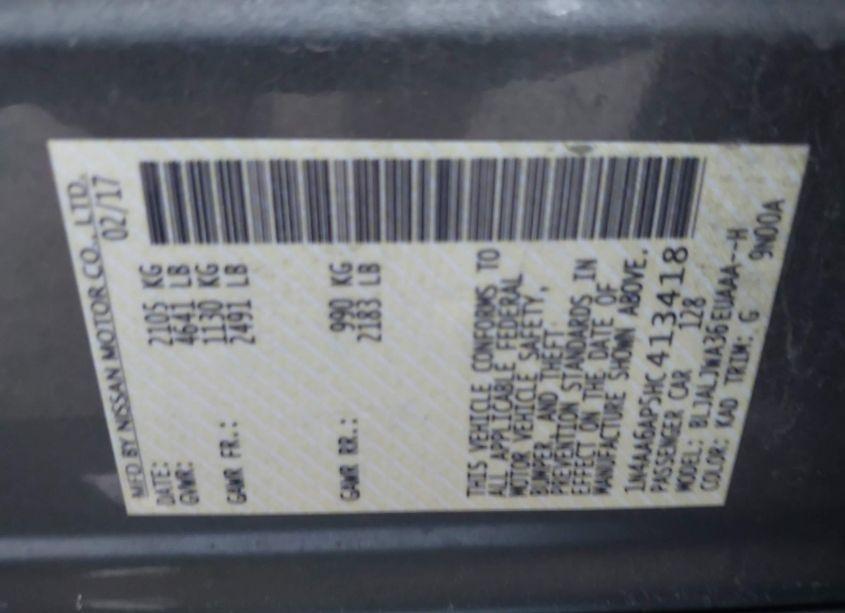 MFD BY NISSAN MOTOR CO., LTD.
DATE: 02/17
GVWR: 2105 KG
4641 LB
GAWR FR.: 1130 KG
2491 LB
GAWR RR.: 990 KG
2183 LB
THIS VEHICLE CONFORMS TO
ALL APPLICABLE FEDERAL
MOTOR VEHICLE SAFETY,
BUMPER, AND THEFT
PREVENTION STANDARDS IN
EFFECT ON THE DATE OF
MANUFACTURE SHOWN ABOVE.
1N4AA6AP5HC413418
PASSENGER CAR 128
MODEL: BLJALJWA36EUAAA--H
COLOR: KAD TRIM: G 9N00A